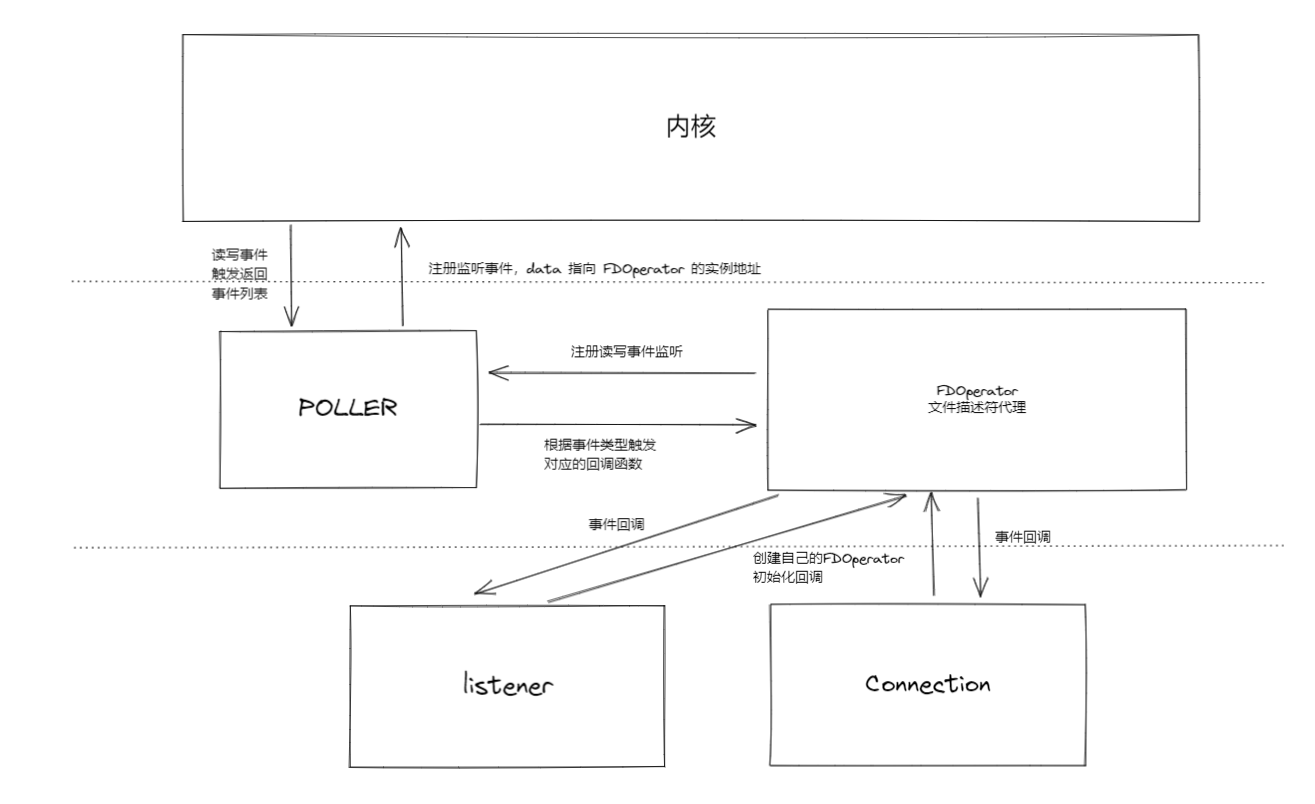 内核
读写事件
触发返回
事件列表
注册监听事件，data 指向 FDOperator 的实例地址
注册读写事件监听
POLLER
FDOperator
文件描述符代理
根据事件类型触发
对应的回调函数
事件回调
事件回调
创建自己的FDOperator
初始化回调
listener
Connection